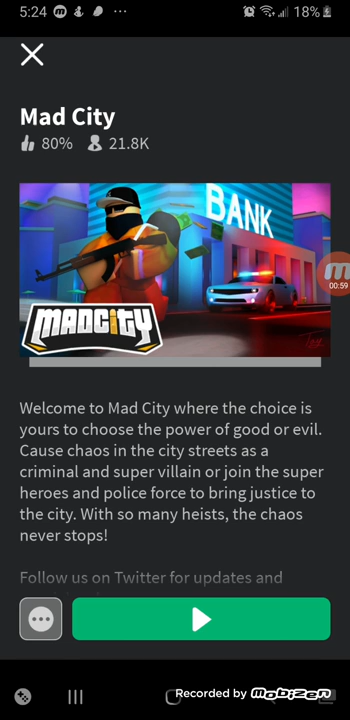 5:24
18%
Mad City
80% 21.8K
BANK
MADCITY
00:59
Welcome to Mad City where the choice is
yours to choose the power of good or evil.
Cause chaos in the city streets as a
criminal and super villain or join the super
heroes and police force to bring justice to
the city. With so many heists, the chaos
never stops!
Follow us on Twitter for updates and
Recorded by mobizen